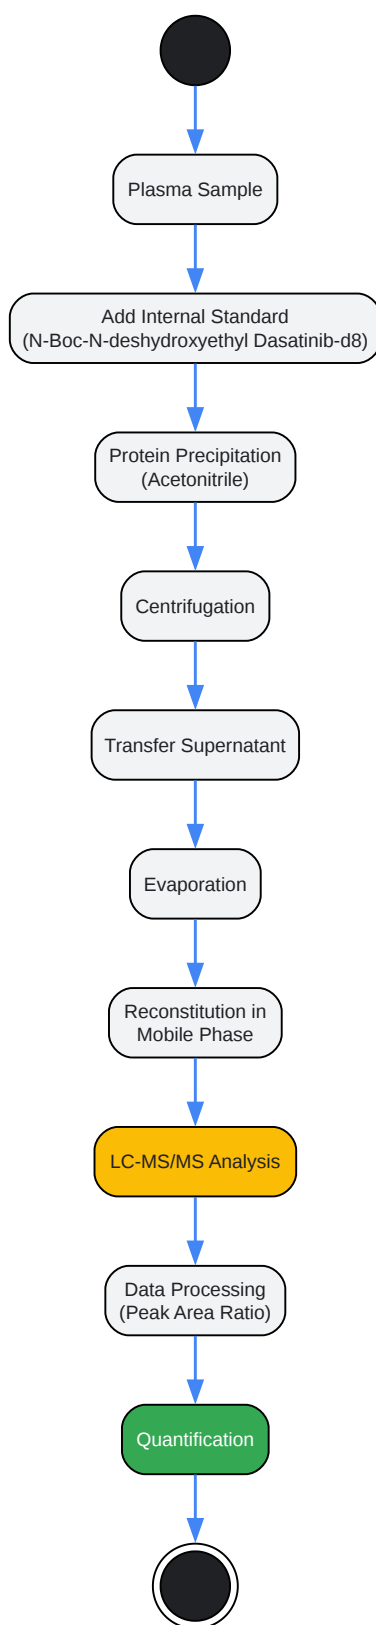 Plasma Sample
Add Internal Standard
(N-Boc-N-deshydroxyethyl Dasatinib-d8)
Protein Precipitation
(Acetonitrile)
Centrifugation
Transfer Supernatant
Evaporation
Reconstitution in
Mobile Phase
LC-MS/MS Analysis
Data Processing
(Peak Area Ratio)
Quantification